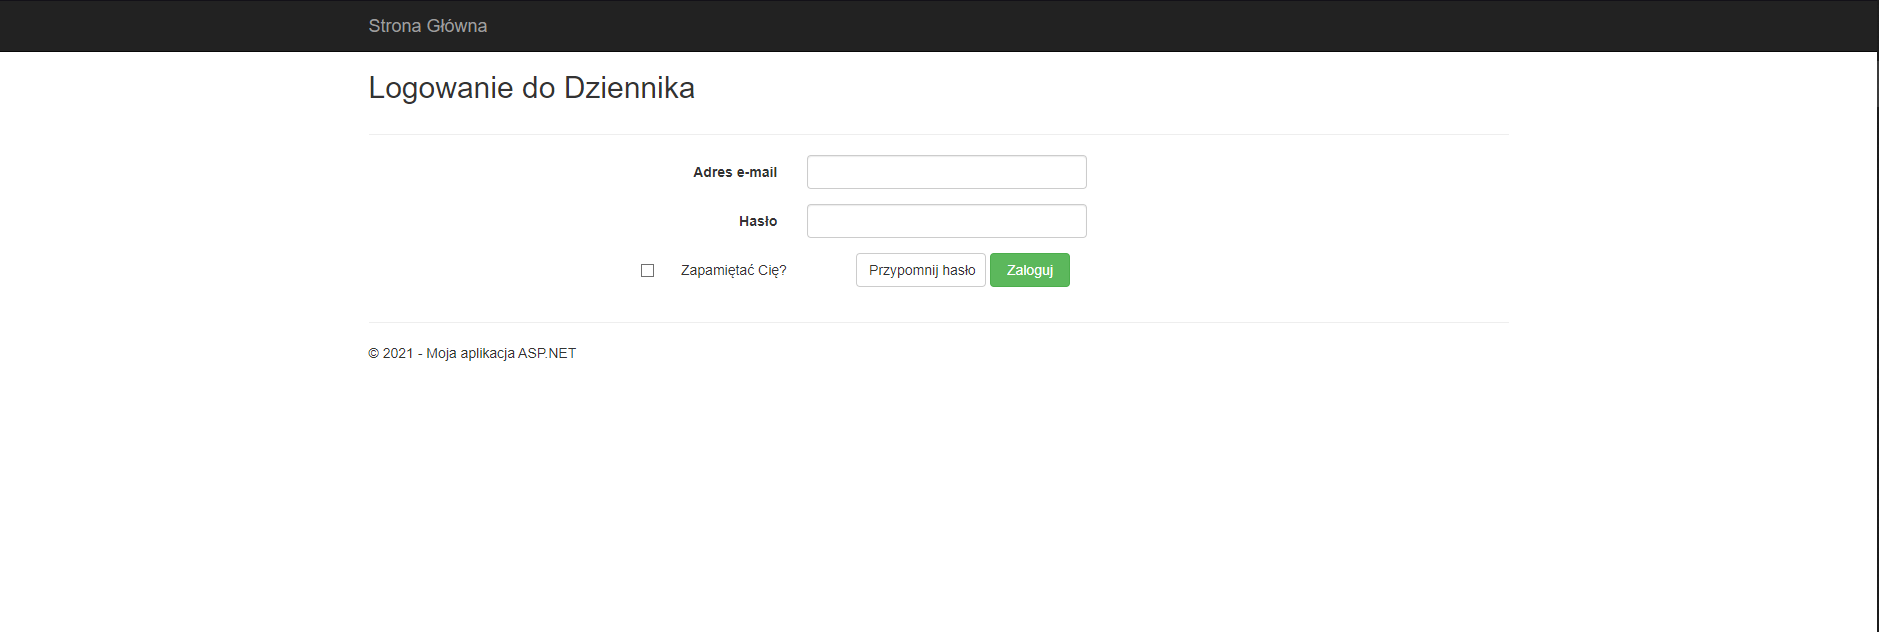 Strona Główna
Logowanie do Dziennika
Adres e-mail
Hasło
Zapamiętać Cię? Przypomnij hasło Zaloguj
© 2021 - Moja aplikacja ASP.NET